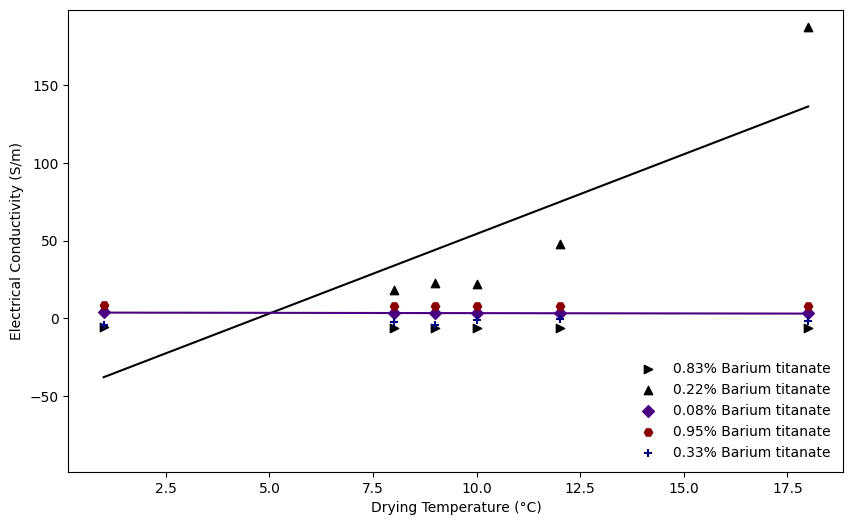 150
100
50
0
−50
2.5
5.0
7.5
10.0
12.5
15.0
17.5
Electrical Conductivity (S/m)
Drying Temperature (°C)
0.83% Barium titanate
0.22% Barium titanate
0.08% Barium titanate
0.95% Barium titanate
0.33% Barium titanate